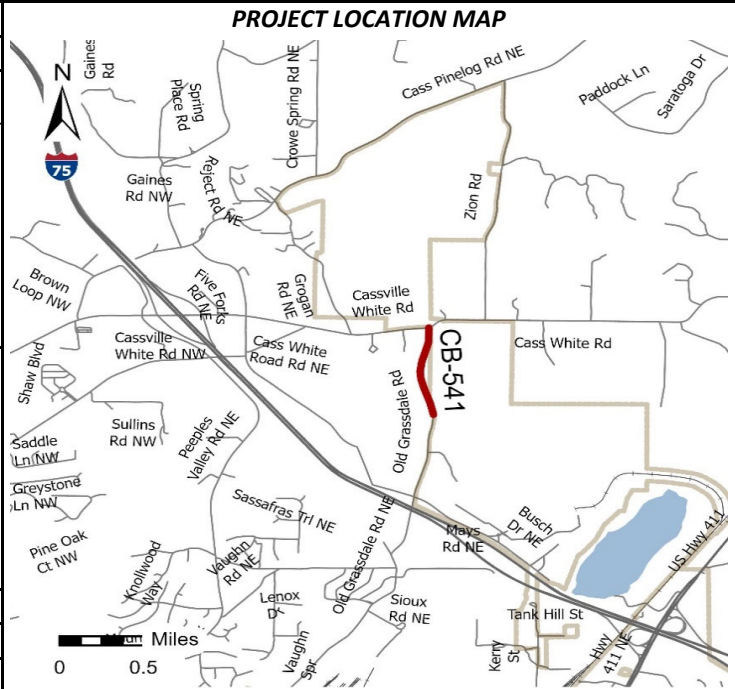 PROJECT LOCATION MAP
N
75
Gaines
Rd
Spring
Place Rd
Crowe Spring Rd NE
Cass Pinelog Rd NE
Paddock Ln
Saratoga Dr
Gaines
Rd NW
Reject Rd NE
Zion Rd
Brown
Loop NW
Five Forks
Rd NE
Grogan
Rd NE
Cassville
White Rd
Cassville
White Rd NW
Cass White
Road Rd NE
CB-541
Cass White Rd
Shaw Blvd
Old Grassdale Rd
Sullins
Rd NW
Peeples
Valley Rd NE
Saddle
Ln NW
Greystone
Ln NW
Sassafras Trl NE
Busch
Dr NE
Mays
Rd NE
US Hwy 411
Pine Oak
Ct NW
Knollwood
Way
Vaughn
Rd NE
Old Grassdale Rd NE
Lenox
Dr
Sioux
Rd NE
Tank Hill St
Vaughn
Spr
Kerry
St
Hwy
411 NE
Miles
0 0.5